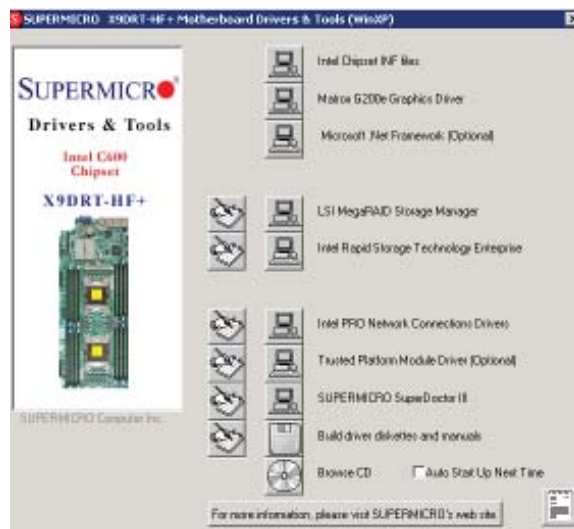 SUPERMICRO X9DRT-HF+ Motherboard Drivers & Tools (WinXP)
SUPERMICRO
Drivers & Tools
Intel C600
Chipset
X9DRT-HF+
SUPERMICRO Computer Inc.
Intel Chipset INF files
Matrox G200e Graphics Driver
Microsoft .Net Framework (Optional)
LSI MegaRAID Storage Manager
Intel Rapid Storage Technology Enterprise
Intel PRO Network Connections Drivers
Trusted Platform Module Driver (Optional)
SUPERMICRO SuperDoctor III
Build driver diskettes and manuals
Browse CD
Auto Start Up Next Time
For more information, please visit SUPERMICRO's web site